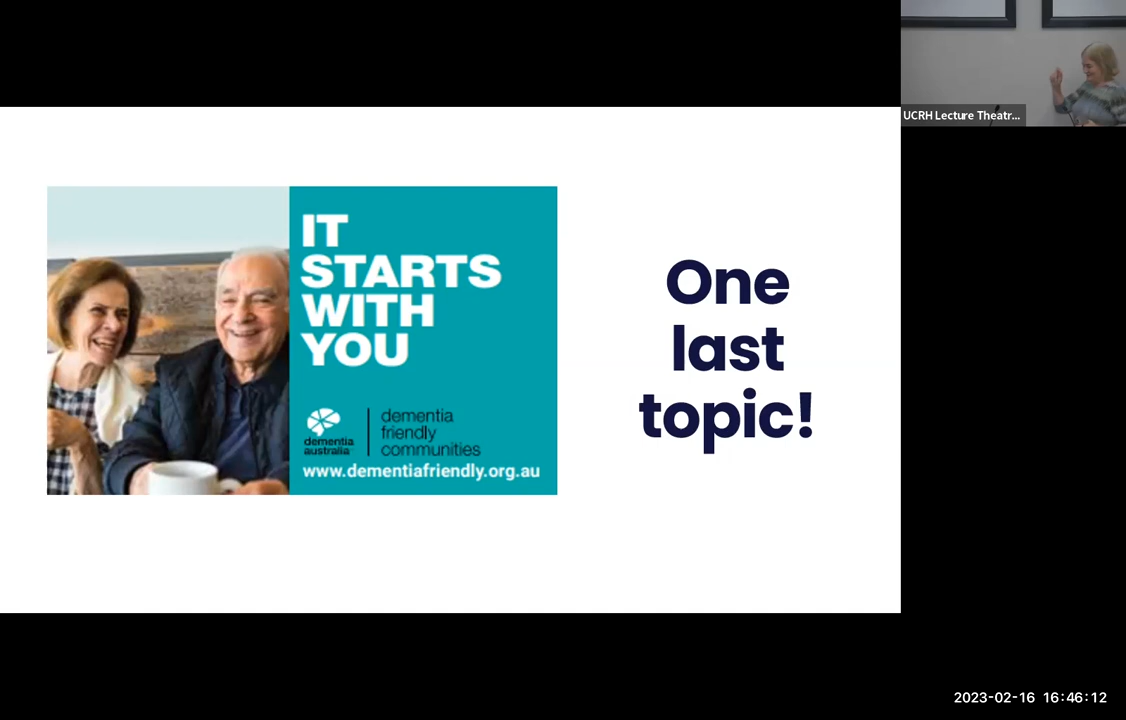 UCRH Lecture Theatr...
IT
STARTS
WITH
YOU
dementia
australia
dementia
friendly
communities
www.dementiafriendly.org.au
One
last
topic!
2023-02-16 16:46:12